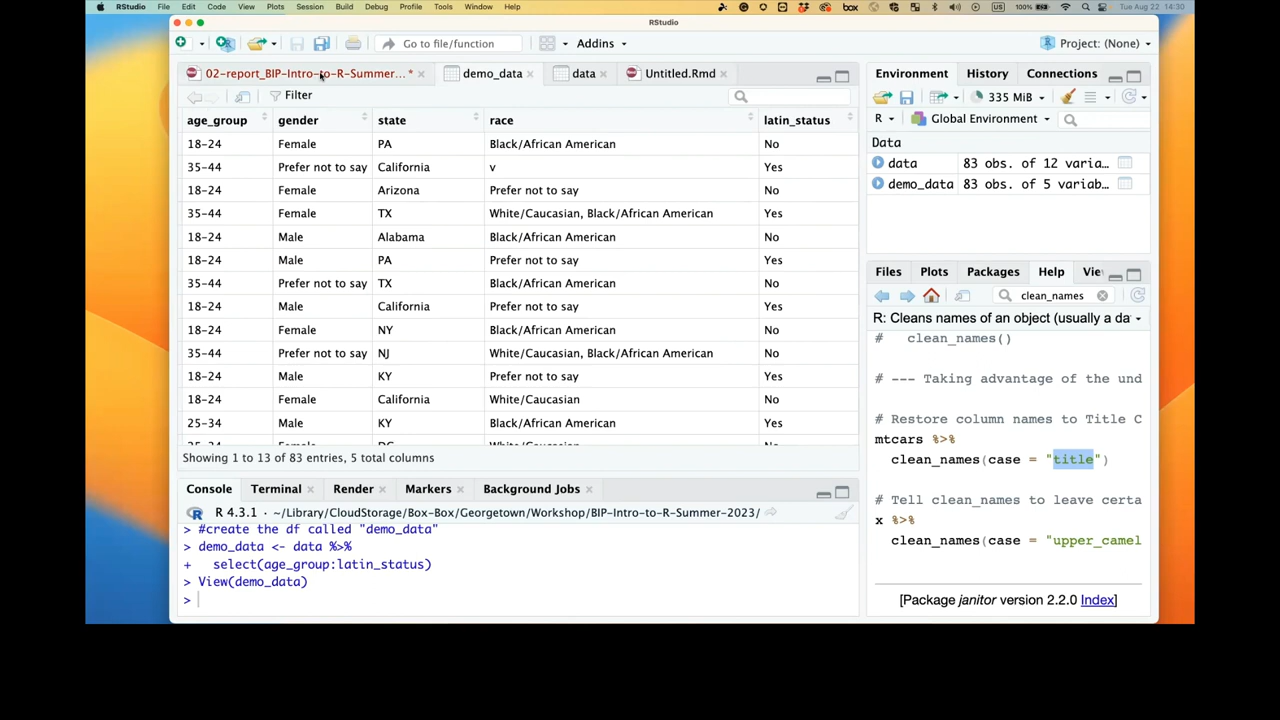 RStudio File Edit Code View Plots Session Build Debug Profile Tools Window Help box US 100% Tue Aug 22 14:30
RStudio
Go to file/function Addins Project: (None)
02-report_BIP-Intro-to-R-Summer... * demo_data data Untitled.Rmd
Filter
age_group gender state race latin_status
18-24 Female PA Black/African American No
35-44 Prefer not to say California v Yes
18-24 Female Arizona Prefer not to say No
35-44 Female TX White/Caucasian, Black/African American Yes
18-24 Male Alabama Black/African American No
18-24 Male PA Prefer not to say Yes
35-44 Prefer not to say TX Black/African American No
18-24 Male California Prefer not to say Yes
18-24 Female NY Black/African American No
35-44 Prefer not to say NJ White/Caucasian, Black/African American No
18-24 Male KY Prefer not to say Yes
18-24 Female California White/Caucasian No
25-34 Male KY Black/African American Yes
Showing 1 to 13 of 83 entries, 5 total columns
Console Terminal Render Markers Background Jobs
R 4.3.1 · ~/Library/CloudStorage/Box-Box/Georgetown/Workshop/BIP-Intro-to-R-Summer-2023/
> #create the df called "demo_data"
> demo_data <- data %>%
+ select(age_group:latin_status)
> View(demo_data)
>
Environment History Connections
335 MiB
R Global Environment
Data
data 83 obs. of 12 varia...
demo_data 83 obs. of 5 variab...
Files Plots Packages Help Vie
clean_names
R: Cleans names of an object (usually a da
# clean_names()
# --- Taking advantage of the und
# Restore column names to Title C
mtcars %>%
clean_names(case = "title")
# Tell clean_names to leave certa
x %>%
clean_names(case = "upper_camel
[Package janitor version 2.2.0 Index]